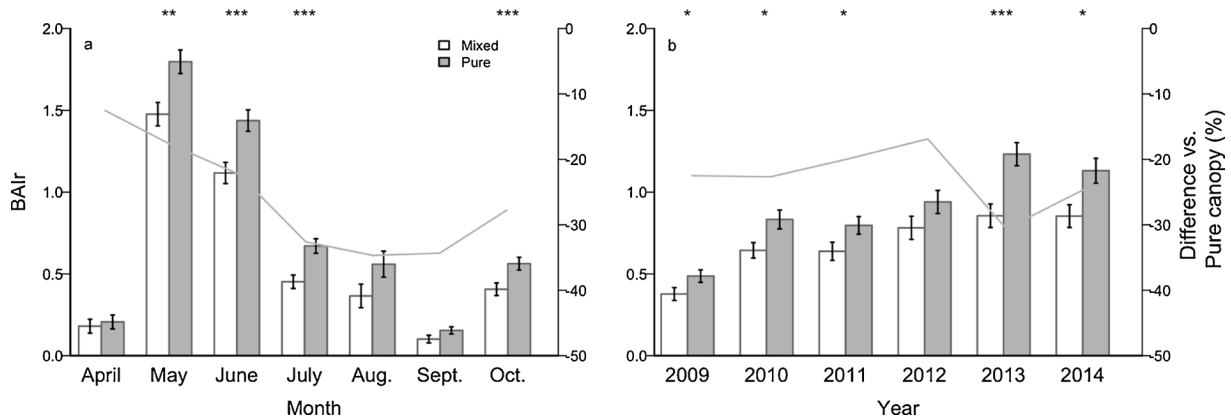 ** *** *** ***
2.0
1.5
1.0
0.5
0.0
BAIr
a
Mixed
Pure
0
-10
-20
-30
-40
-50
April May June July Aug. Sept. Oct.
Month
* * * *** *
2.0
1.5
1.0
0.5
0.0
b
0
-10
-20
-30
-40
-50
Difference vs.
Pure canopy (%)
2009 2010 2011 2012 2013 2014
Year